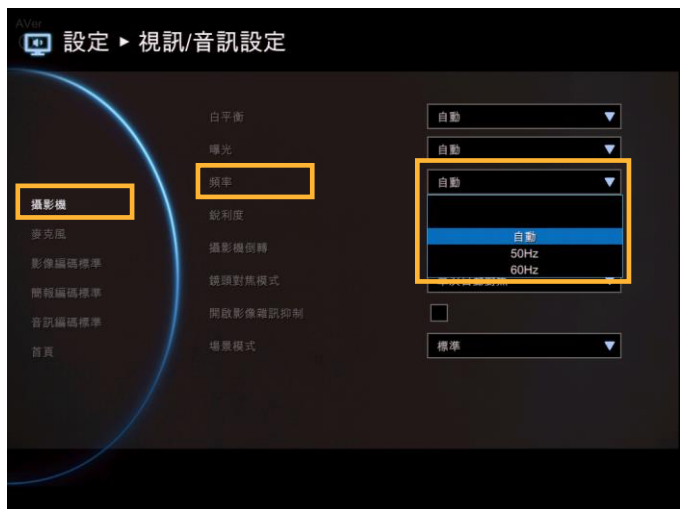 AVer
設定 ▸ 視訊/音訊設定
白平衡 自動
曝光 自動
頻率 自動
自動
50Hz
60Hz
攝影機
麥克風
影像編碼標準
簡報編碼標準
音訊編碼標準
首頁
銳利度
攝影機倒轉
鏡頭對焦模式
開啟影像雜訊抑制
場景模式 標準